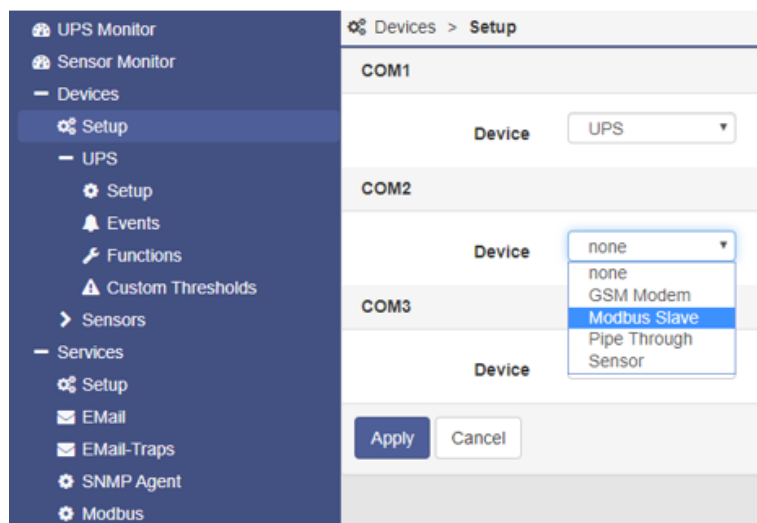 UPS Monitor
Sensor Monitor
Devices
Setup
UPS
Setup
Events
Functions
Custom Thresholds
Sensors
Services
Setup
EMail
EMail-Traps
SNMP Agent
Modbus
Devices > Setup
COM1
Device UPS
COM2
Device none
none
GSM Modem
Modbus Slave
Pipe Through
Sensor
COM3
Device
Apply Cancel